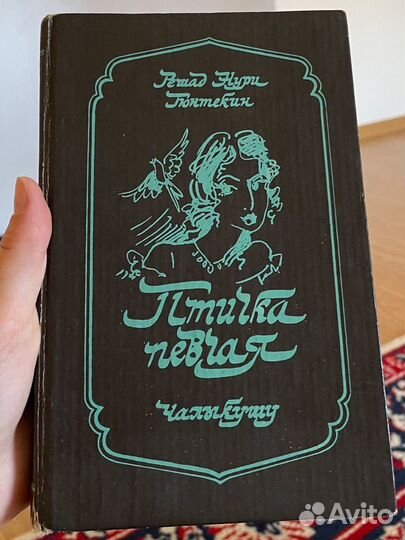 Решад Нури
Гюнтекин
Птичка
певчая
Чалыкушу
Avito